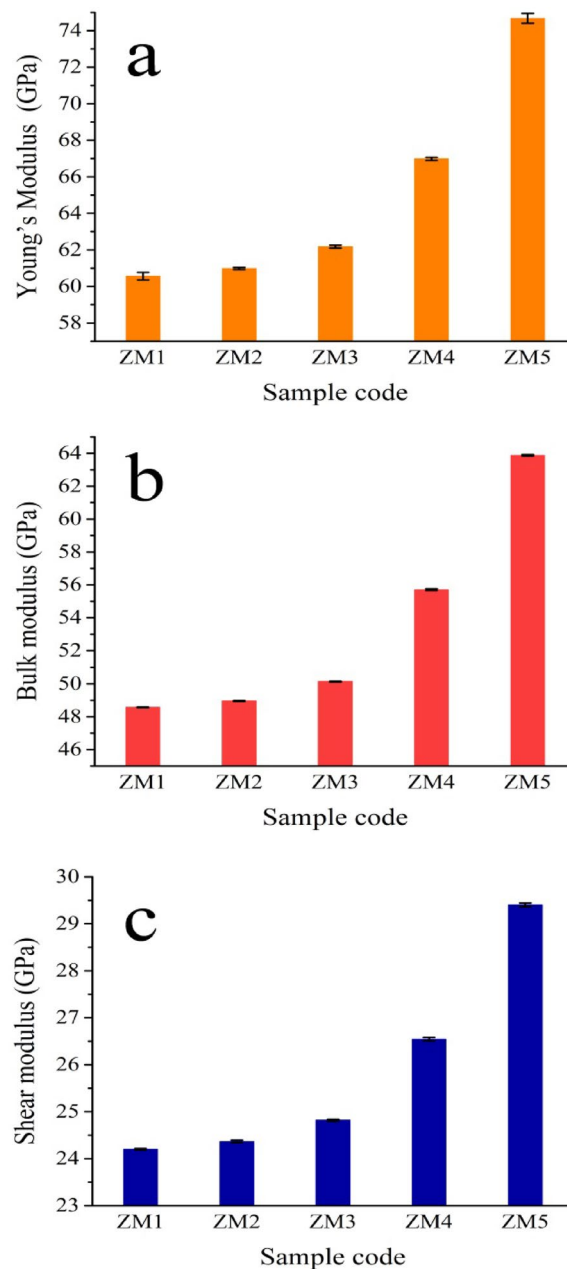 a
Young's Modulus (GPa)
74
72
70
68
66
64
62
60
58
ZM1 ZM2 ZM3 ZM4 ZM5
Sample code
b
Bulk modulus (GPa)
64
62
60
58
56
54
52
50
48
46
ZM1 ZM2 ZM3 ZM4 ZM5
Sample code
c
Shear modulus (GPa)
30
29
28
27
26
25
24
23
ZM1 ZM2 ZM3 ZM4 ZM5
Sample code